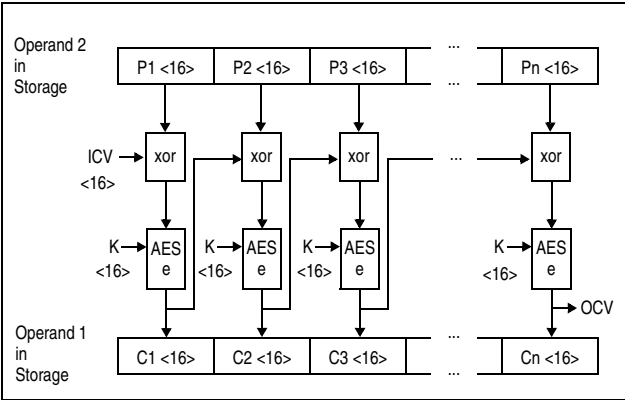 Operand 2
in
Storage
P1 <16> P2 <16> P3 <16> ... ... Pn <16>
ICV
<16>
xor xor xor ... xor
K
<16>
AES
e
K
<16>
AES
e
K
<16>
AES
e
K
<16>
AES
e
OCV
Operand 1
in
Storage
C1 <16> C2 <16> C3 <16> ... ... Cn <16>